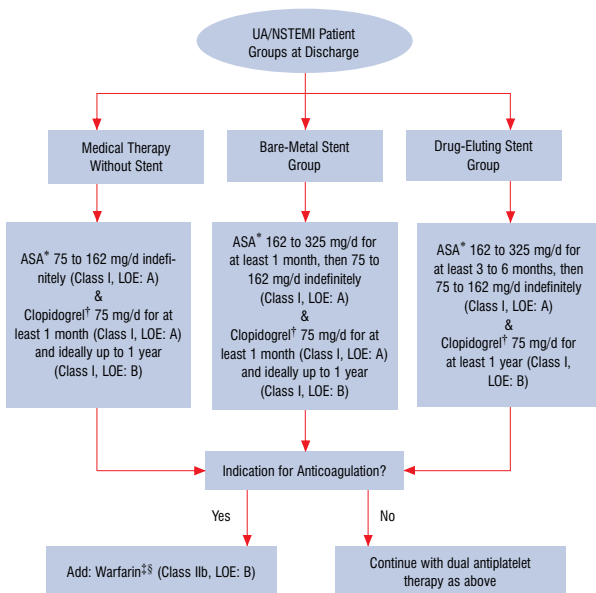 UA/NSTEMI Patient
Groups at Discharge
Medical Therapy
Without Stent
Bare-Metal Stent
Group
Drug-Eluting Stent
Group
ASA* 75 to 162 mg/d indefi-
nitely (Class I, LOE: A)
&
Clopidogrel† 75 mg/d for at
least 1 month (Class I, LOE: A)
and ideally up to 1 year
(Class I, LOE: B)
ASA* 162 to 325 mg/d for
at least 1 month, then 75 to
162 mg/d indefinitely
(Class I, LOE: A)
&
Clopidogrel† 75 mg/d for at
least 1 month (Class I, LOE: A)
and ideally up to 1 year
(Class I, LOE: B)
ASA* 162 to 325 mg/d for
at least 3 to 6 months, then
75 to 162 mg/d indefinitely
(Class I, LOE: A)
&
Clopidogrel† 75 mg/d for
at least 1 year (Class I,
LOE: B)
Indication for Anticoagulation?
Yes
No
Add: Warfarin‡§ (Class IIb, LOE: B)
Continue with dual antiplatelet
therapy as above